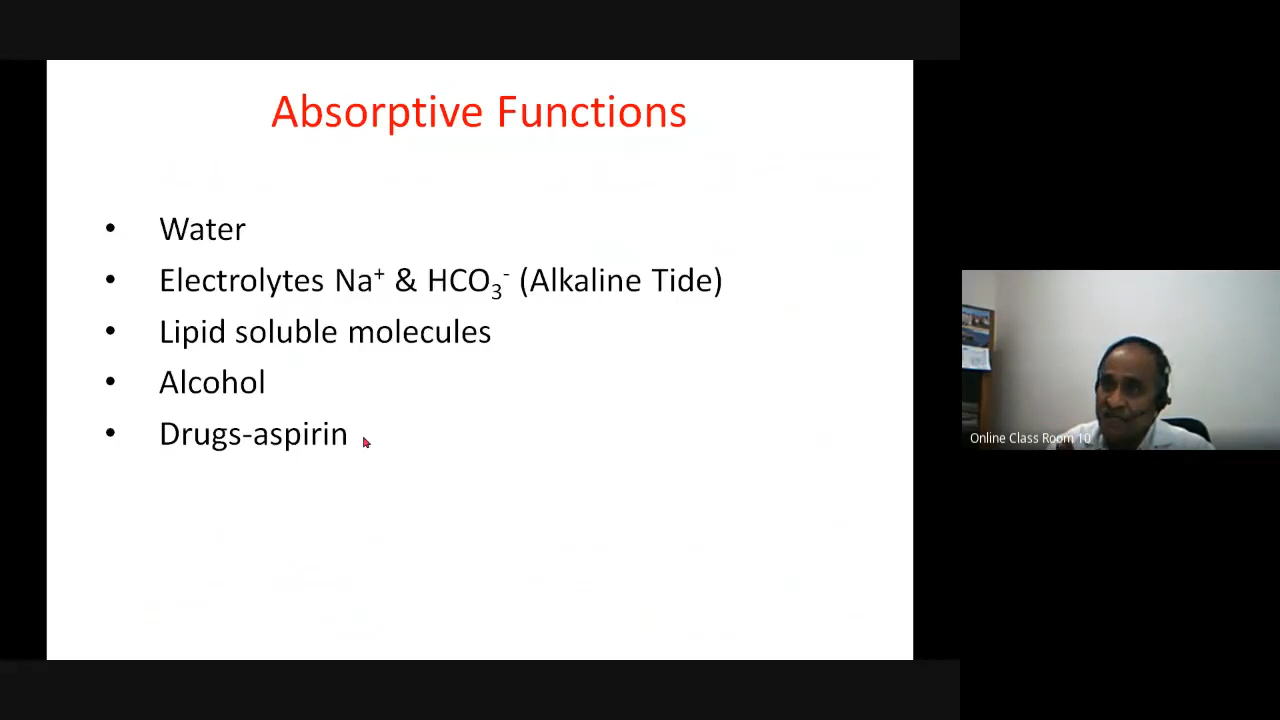 Absorptive Functions
• Water
• Electrolytes Na⁺ & HCO₃⁻ (Alkaline Tide)
• Lipid soluble molecules
• Alcohol
• Drugs-aspirin
Online Class Room 10